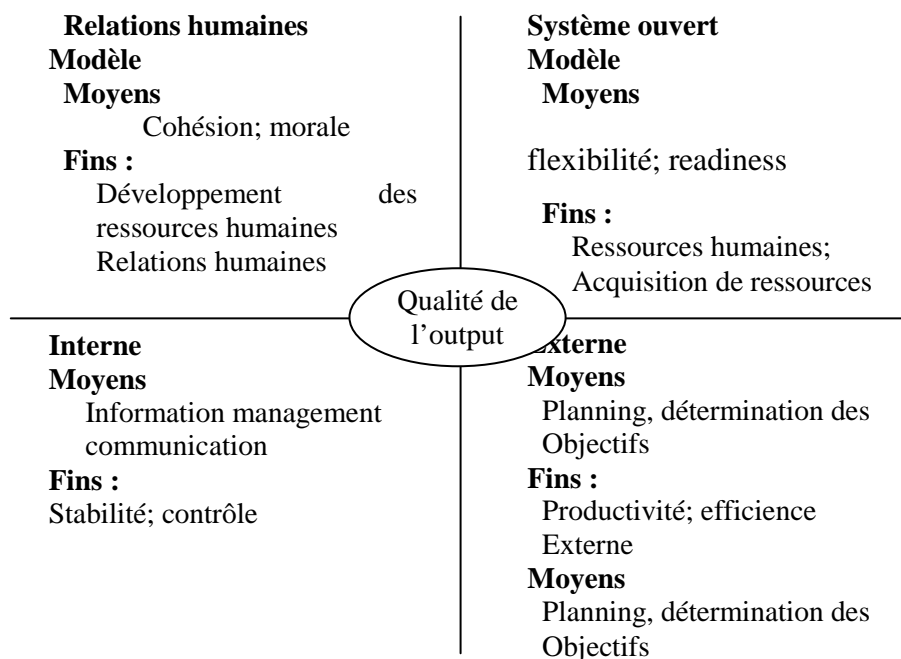 Relations humaines
Modèle
Moyens
Cohésion; morale
Fins :
Développement des
ressources humaines
Relations humaines
Système ouvert
Modèle
Moyens
flexibilité; readiness
Fins :
Ressources humaines;
Acquisition de ressources
Qualité de
l’output
Interne
Moyens
Information management
communication
Fins :
Stabilité; contrôle
Externe
Moyens
Planning, détermination des
Objectifs
Fins :
Productivité; efficience
Externe
Moyens
Planning, détermination des
Objectifs